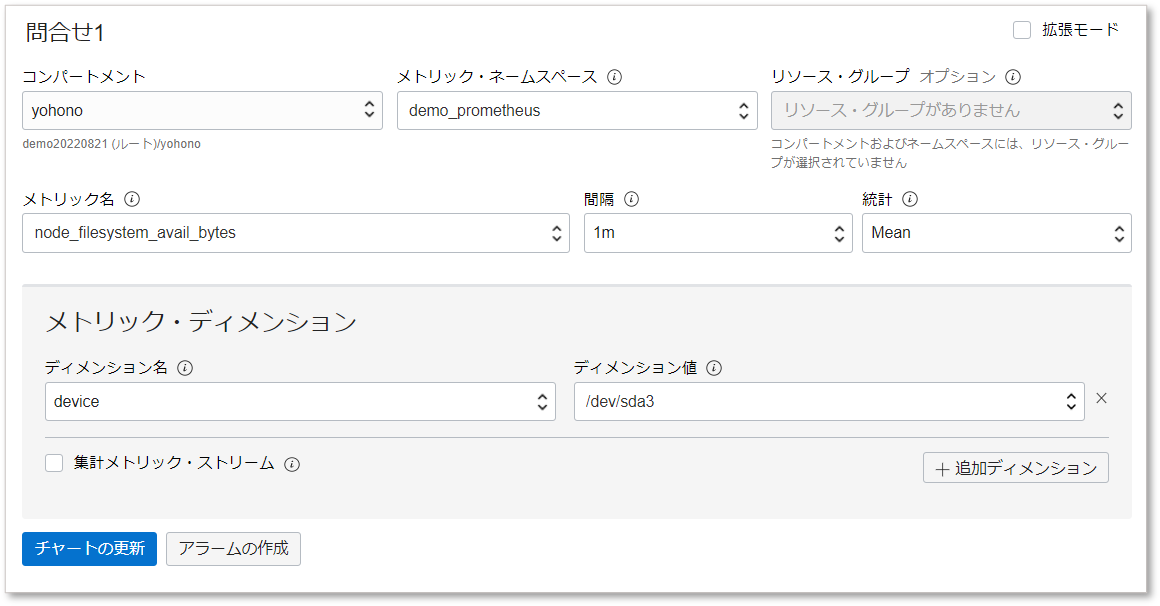 問合せ1
拡張モード
コンパートメント
メトリック・ネームスペース
リソース・グループ オプション
yohono
demo_prometheus
リソース・グループがありません
demo20220821 (ルート)/yohono
コンパートメントおよびネームスペースには、リソース・グルー
プが選択されていません
メトリック名
間隔
統計
node_filesystem_avail_bytes
1m
Mean
メトリック・ディメンション
ディメンション名
ディメンション値
device
/dev/sda3
集計メトリック・ストリーム
追加ディメンション
チャートの更新
アラームの作成